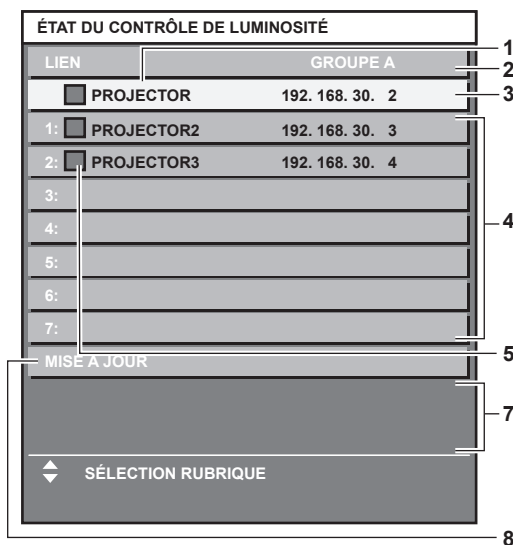 ÉTAT DU CONTRÔLE DE LUMINOSITÉ
LIEN GROUPE A
PROJECTOR 192. 168. 30. 2
1: PROJECTOR2 192. 168. 30. 3
2: PROJECTOR3 192. 168. 30. 4
3:
4:
5:
6:
7:
MISE À JOUR
SÉLECTION RUBRIQUE
1
2
3
4
5
7
8